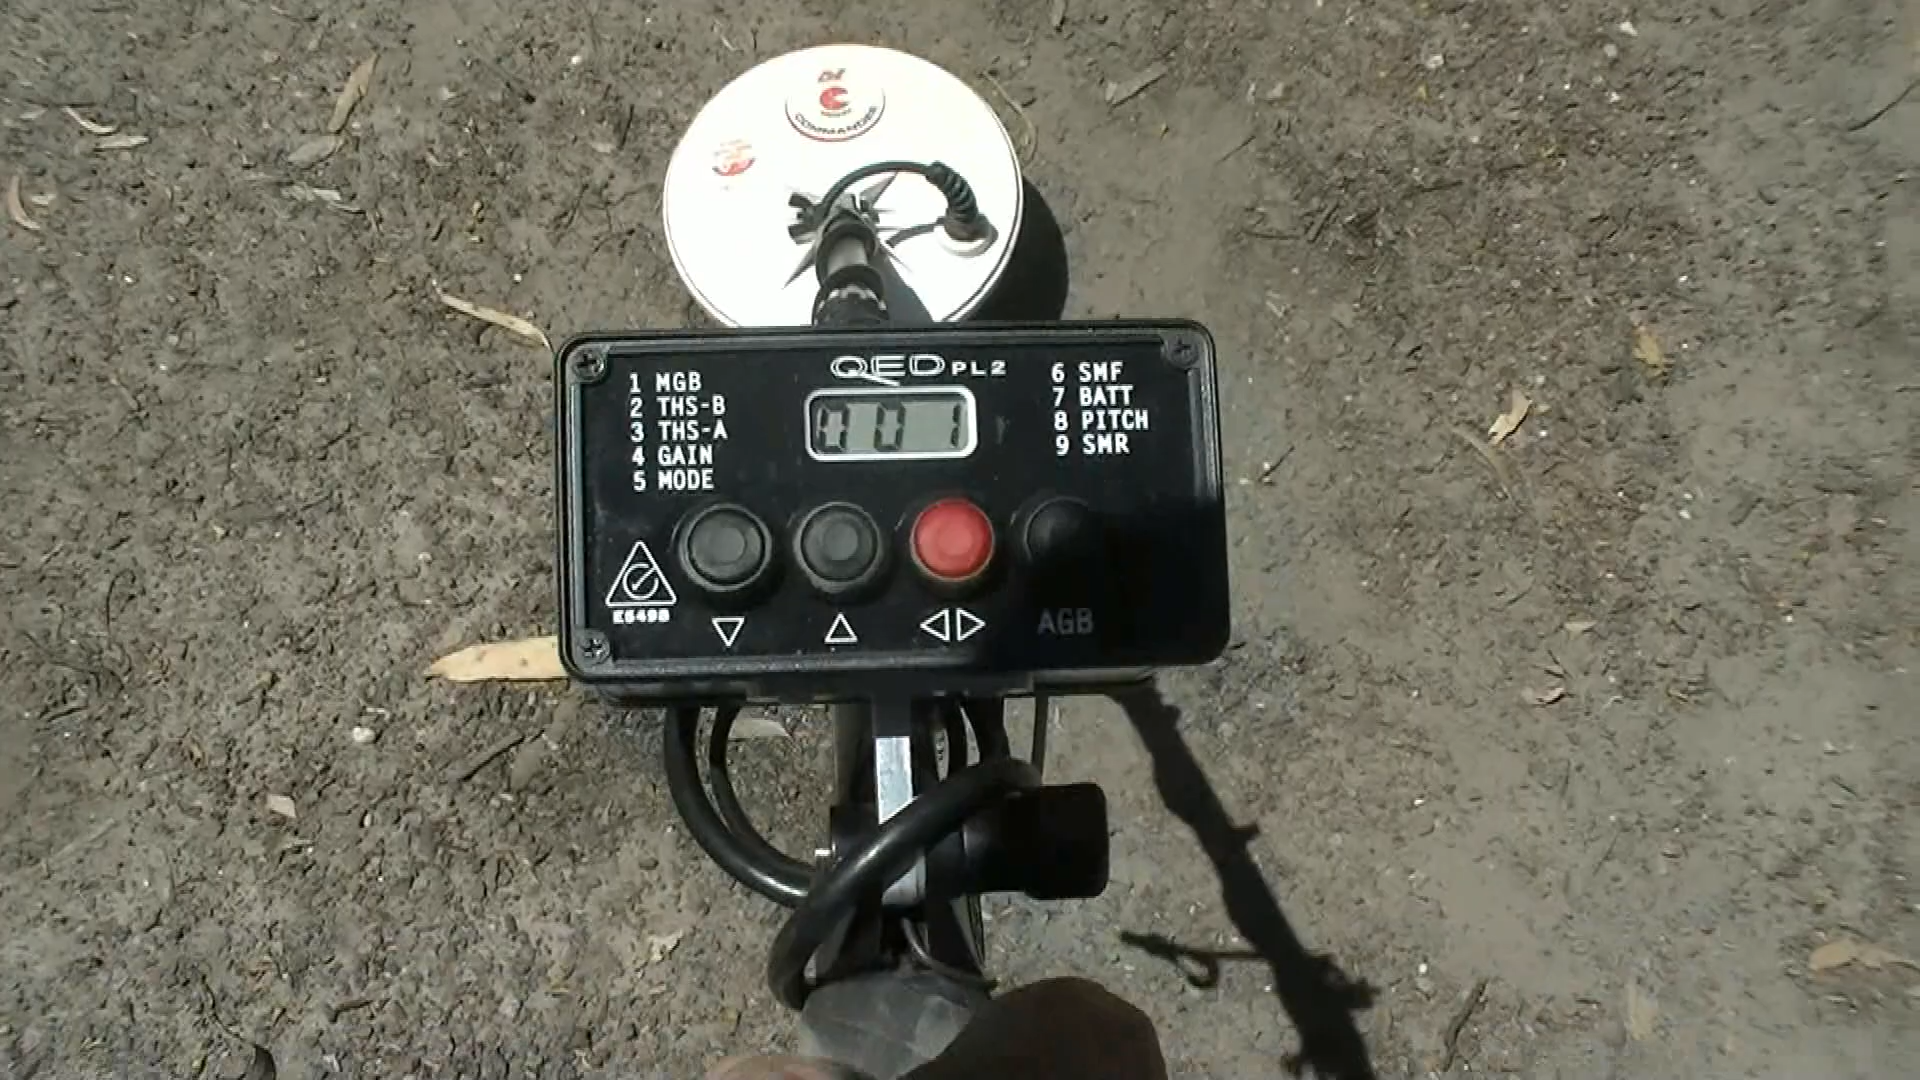 COMMANDER
QED PL2
1 MGB
2 THS-B
3 THS-A
4 GAIN
5 MODE
001
6 SMF
7 BATT
8 PITCH
9 SMR
AGB